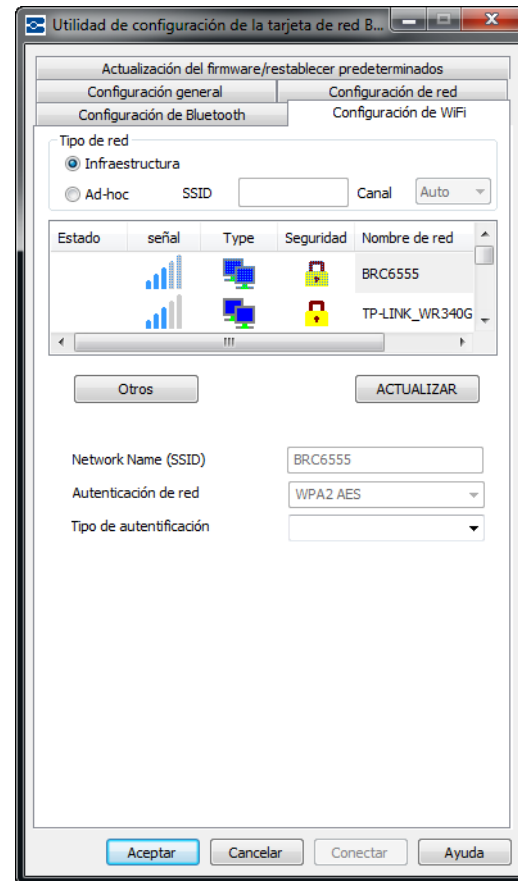 Utilidad de configuración de la tarjeta de red B...
Actualización del firmware/restablecer predeterminados
Configuración general
Configuración de red
Configuración de Bluetooth
Configuración de WiFi
Tipo de red
Infraestructura
Ad-hoc SSID Canal Auto
Estado señal Type Seguridad Nombre de red
BRC6555
TP-LINK_WR340G
Otros ACTUALIZAR
Network Name (SSID) BRC6555
Autenticación de red WPA2 AES
Tipo de autentificación
Aceptar Cancelar Conectar Ayuda